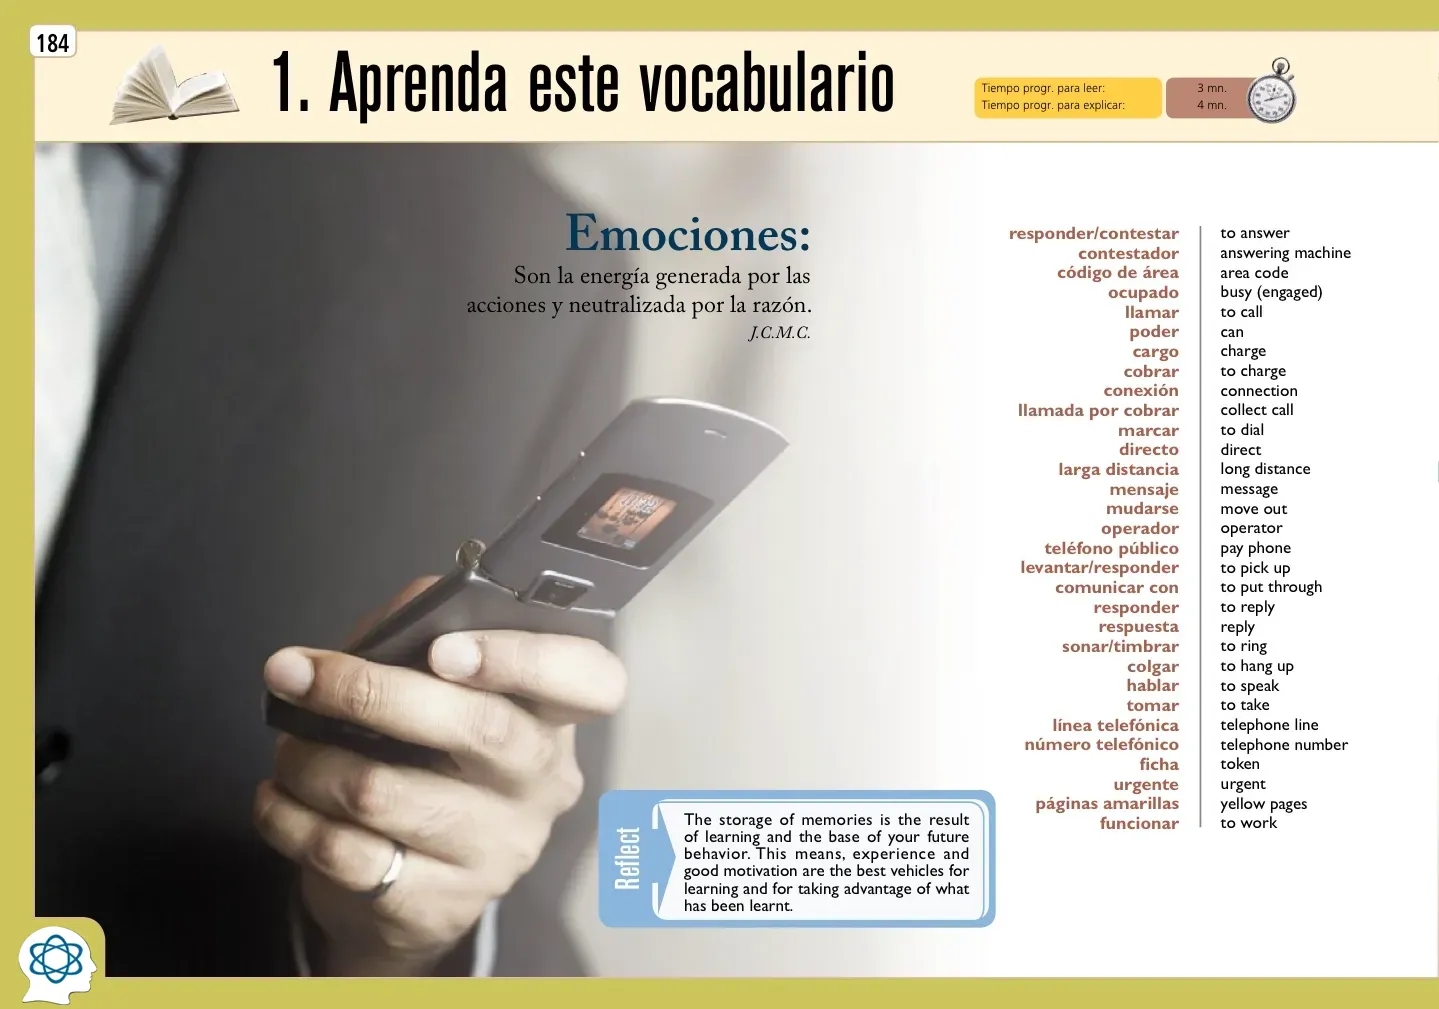 184
1. Aprenda este vocabulario
Tiempo progr. para leer: 3 mn.
Tiempo progr. para explicar: 4 mn.
Emociones:
Son la energía generada por las
acciones y neutralizada por la razón.
J.C.M.C.
responder/contestar to answer
contestador answering machine
código de área area code
ocupado busy (engaged)
llamar to call
poder can
cargo charge
cobrar to charge
conexión connection
llamada por cobrar collect call
marcar to dial
directo direct
larga distancia long distance
mensaje message
mudarse move out
operador operator
teléfono público pay phone
levantar/responder to pick up
comunicar con to put through
responder to reply
respuesta reply
sonar/timbrar to ring
colgar to hang up
hablar to speak
tomar to take
línea telefónica telephone line
número telefónico telephone number
ficha token
urgente urgent
páginas amarillas yellow pages
funcionar to work
Reflect
The storage of memories is the result
of learning and the base of your future
behavior. This means, experience and
good motivation are the best vehicles for
learning and for taking advantage of what
has been learnt.